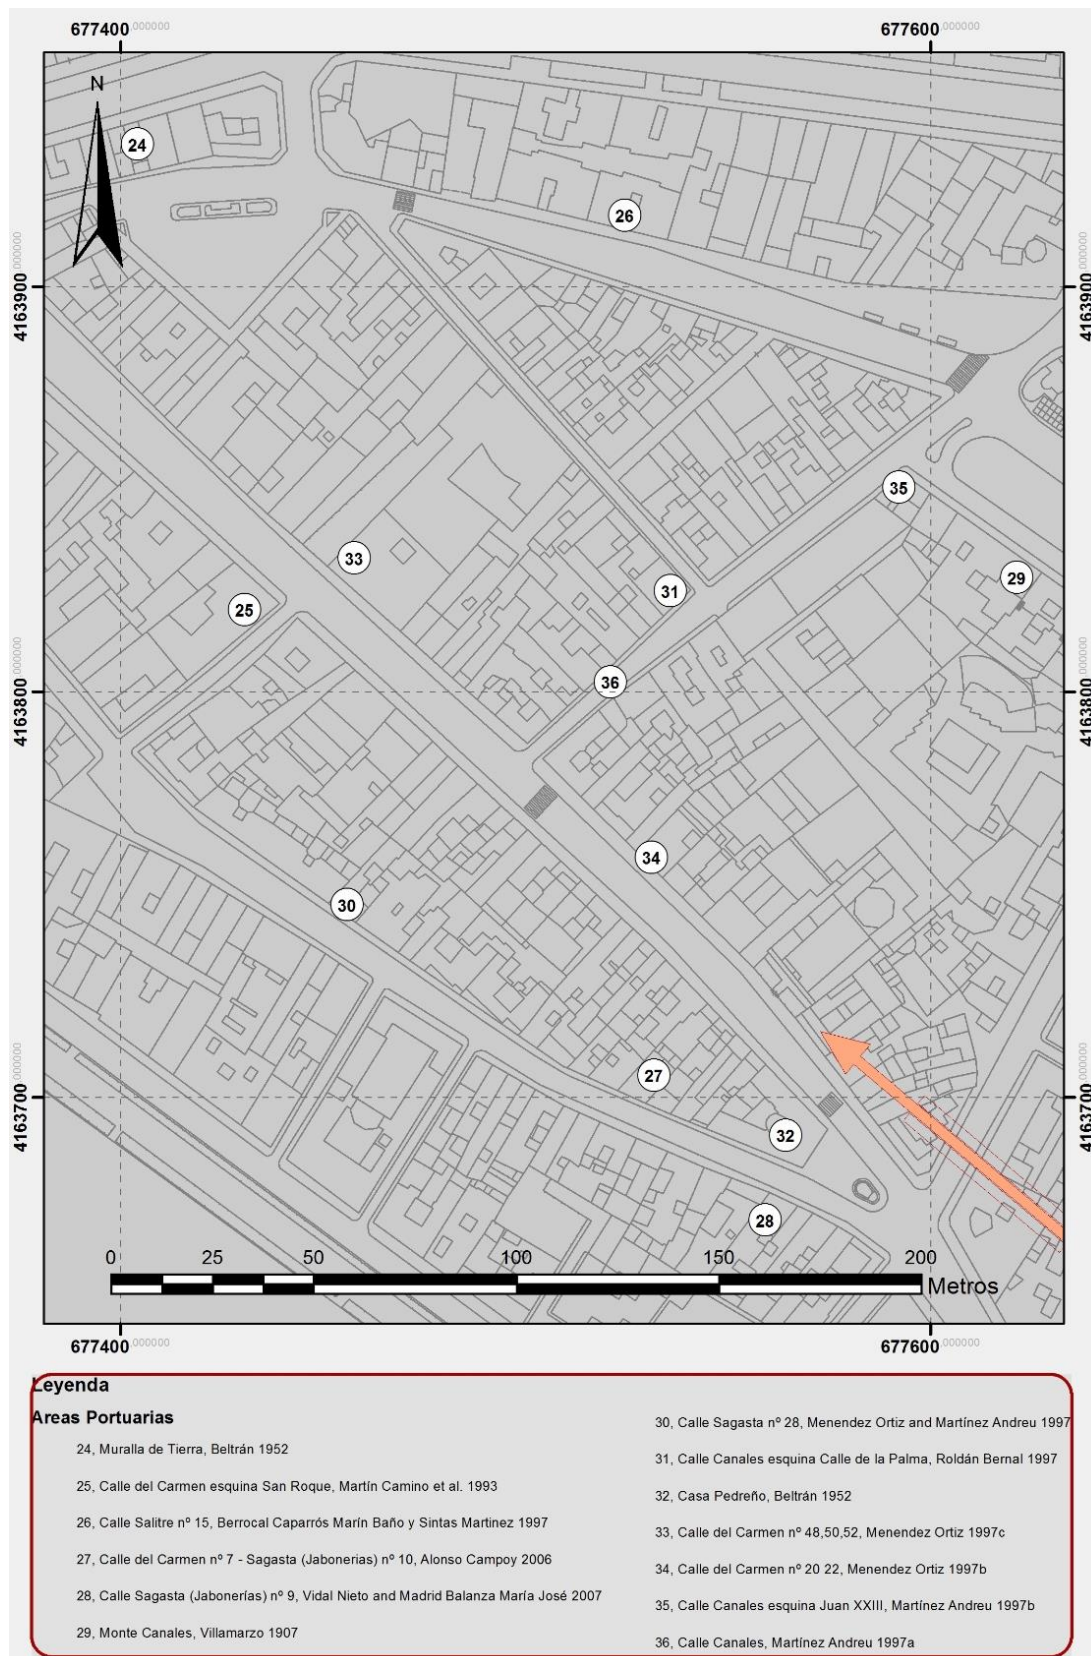 677400,000000 677600,000000
N
24
26
4163900,000000 4163900,000000
35
33
29
31
25
4163800,000000 4163800,000000
36
34
30
27
4163700,000000 4163700,000000
32
28
0 25 50 100 150 200
Metros
677400,000000 677600,000000
Leyenda
Areas Portuarias
24, Muralla de Tierra, Beltrán 1952
25, Calle del Carmen esquina San Roque, Martín Camino et al. 1993
26, Calle Salitre nº 15, Berrocal Caparrós Marín Baño y Sintas Martinez 1997
27, Calle del Carmen nº 7 - Sagasta (Jabonerias) nº 10, Alonso Campoy 2006
28, Calle Sagasta (Jabonerías) nº 9, Vidal Nieto and Madrid Balanza María José 2007
29, Monte Canales, Villamarzo 1907
30, Calle Sagasta nº 28, Menendez Ortiz and Martínez Andreu 1997
31, Calle Canales esquina Calle de la Palma, Roldán Bernal 1997
32, Casa Pedreño, Beltrán 1952
33, Calle del Carmen nº 48,50,52, Menendez Ortiz 1997c
34, Calle del Carmen nº 20 22, Menendez Ortiz 1997b
35, Calle Canales esquina Juan XXIII, Martínez Andreu 1997b
36, Calle Canales, Martínez Andreu 1997a